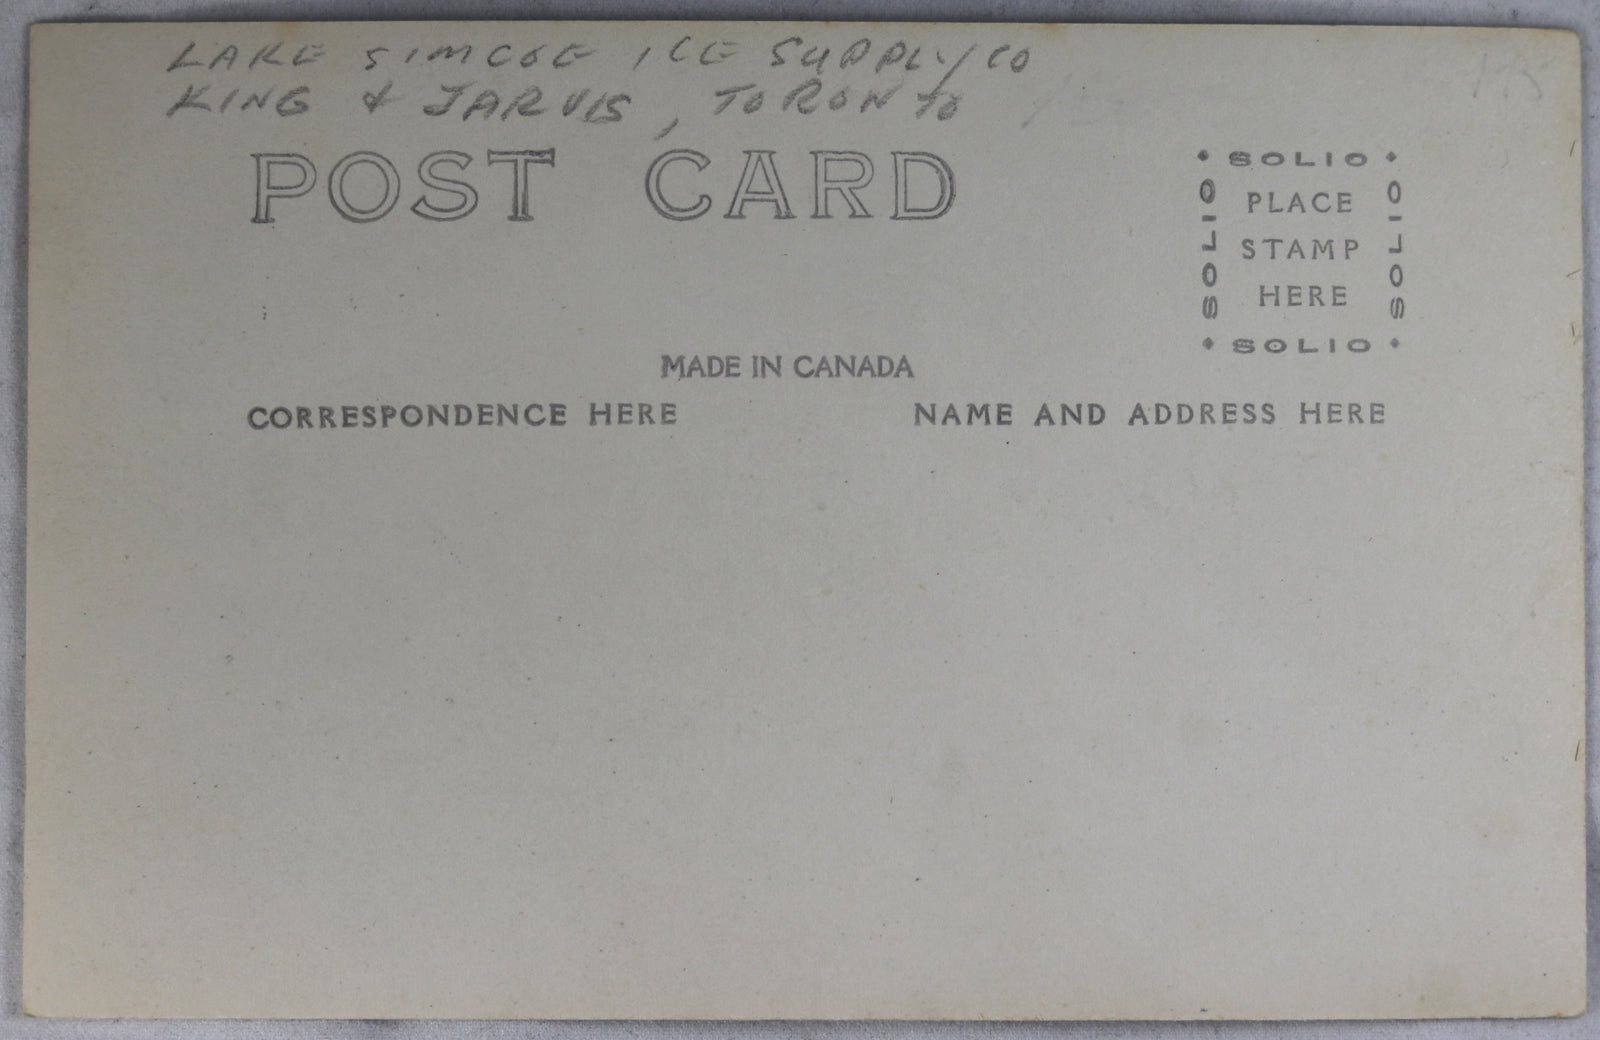 LAKE SIMCOE ICE SUPPLY CO
KING & JARVIS, TORONTO
POST CARD
SOLIO
SOLIO
PLACE
STAMP
HERE
SOLIO
SOLIO
MADE IN CANADA
CORRESPONDENCE HERE
NAME AND ADDRESS HERE